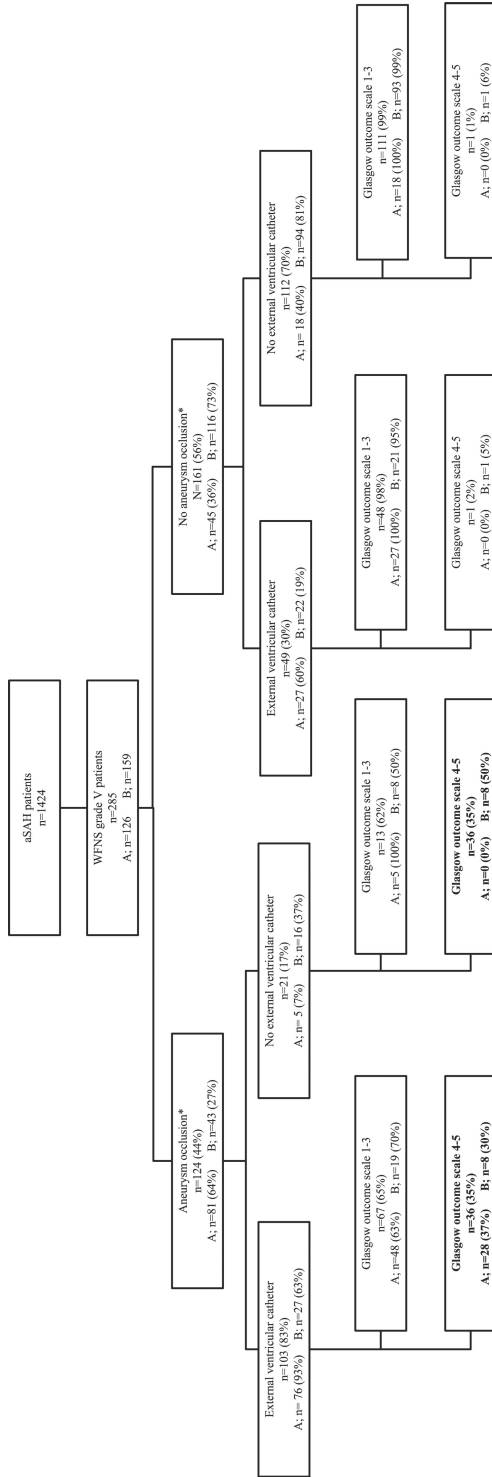 aSAH patients
n=1424
WFNS grade V patients
n=285
A; n=126 B; n=159
Aneurysm occlusion*
n=124 (44%)
A; n=81 (64%) B; n=43 (27%)
No aneurysm occlusion*
N=161 (56%)
A; n=45 (36%) B; n=116 (73%)
External ventricular catheter
n=103 (83%)
A; n= 76 (93%) B; n=27 (63%)
No external ventricular catheter
n=21 (17%)
A; n= 5 (7%) B; n=16 (37%)
External ventricular catheter
n=49 (30%)
A; n=27 (60%) B; n=22 (19%)
No external ventricular catheter
n=112 (70%)
A; n= 18 (40%) B; n=94 (81%)
Glasgow outcome scale 1-3
n=67 (65%)
A; n=48 (63%) B; n=19 (70%)
Glasgow outcome scale 1-3
n=13 (62%)
A; n=5 (100%) B; n=8 (50%)
Glasgow outcome scale 1-3
n=48 (98%)
A; n=27 (100%) B; n=21 (95%)
Glasgow outcome scale 1-3
n=111 (99%)
A; n=18 (100%) B; n=93 (99%)
Glasgow outcome scale 4-5
n=36 (35%)
A; n=28 (37%) B; n=8 (30%)
Glasgow outcome scale 4-5
n=36 (35%)
A; n=0 (0%) B; n=8 (50%)
Glasgow outcome scale 4-5
n=1 (2%)
A; n=0 (0%) B; n=1 (5%)
Glasgow outcome scale 4-5
n=1 (1%)
A; n=0 (0%) B; n=1 (6%)